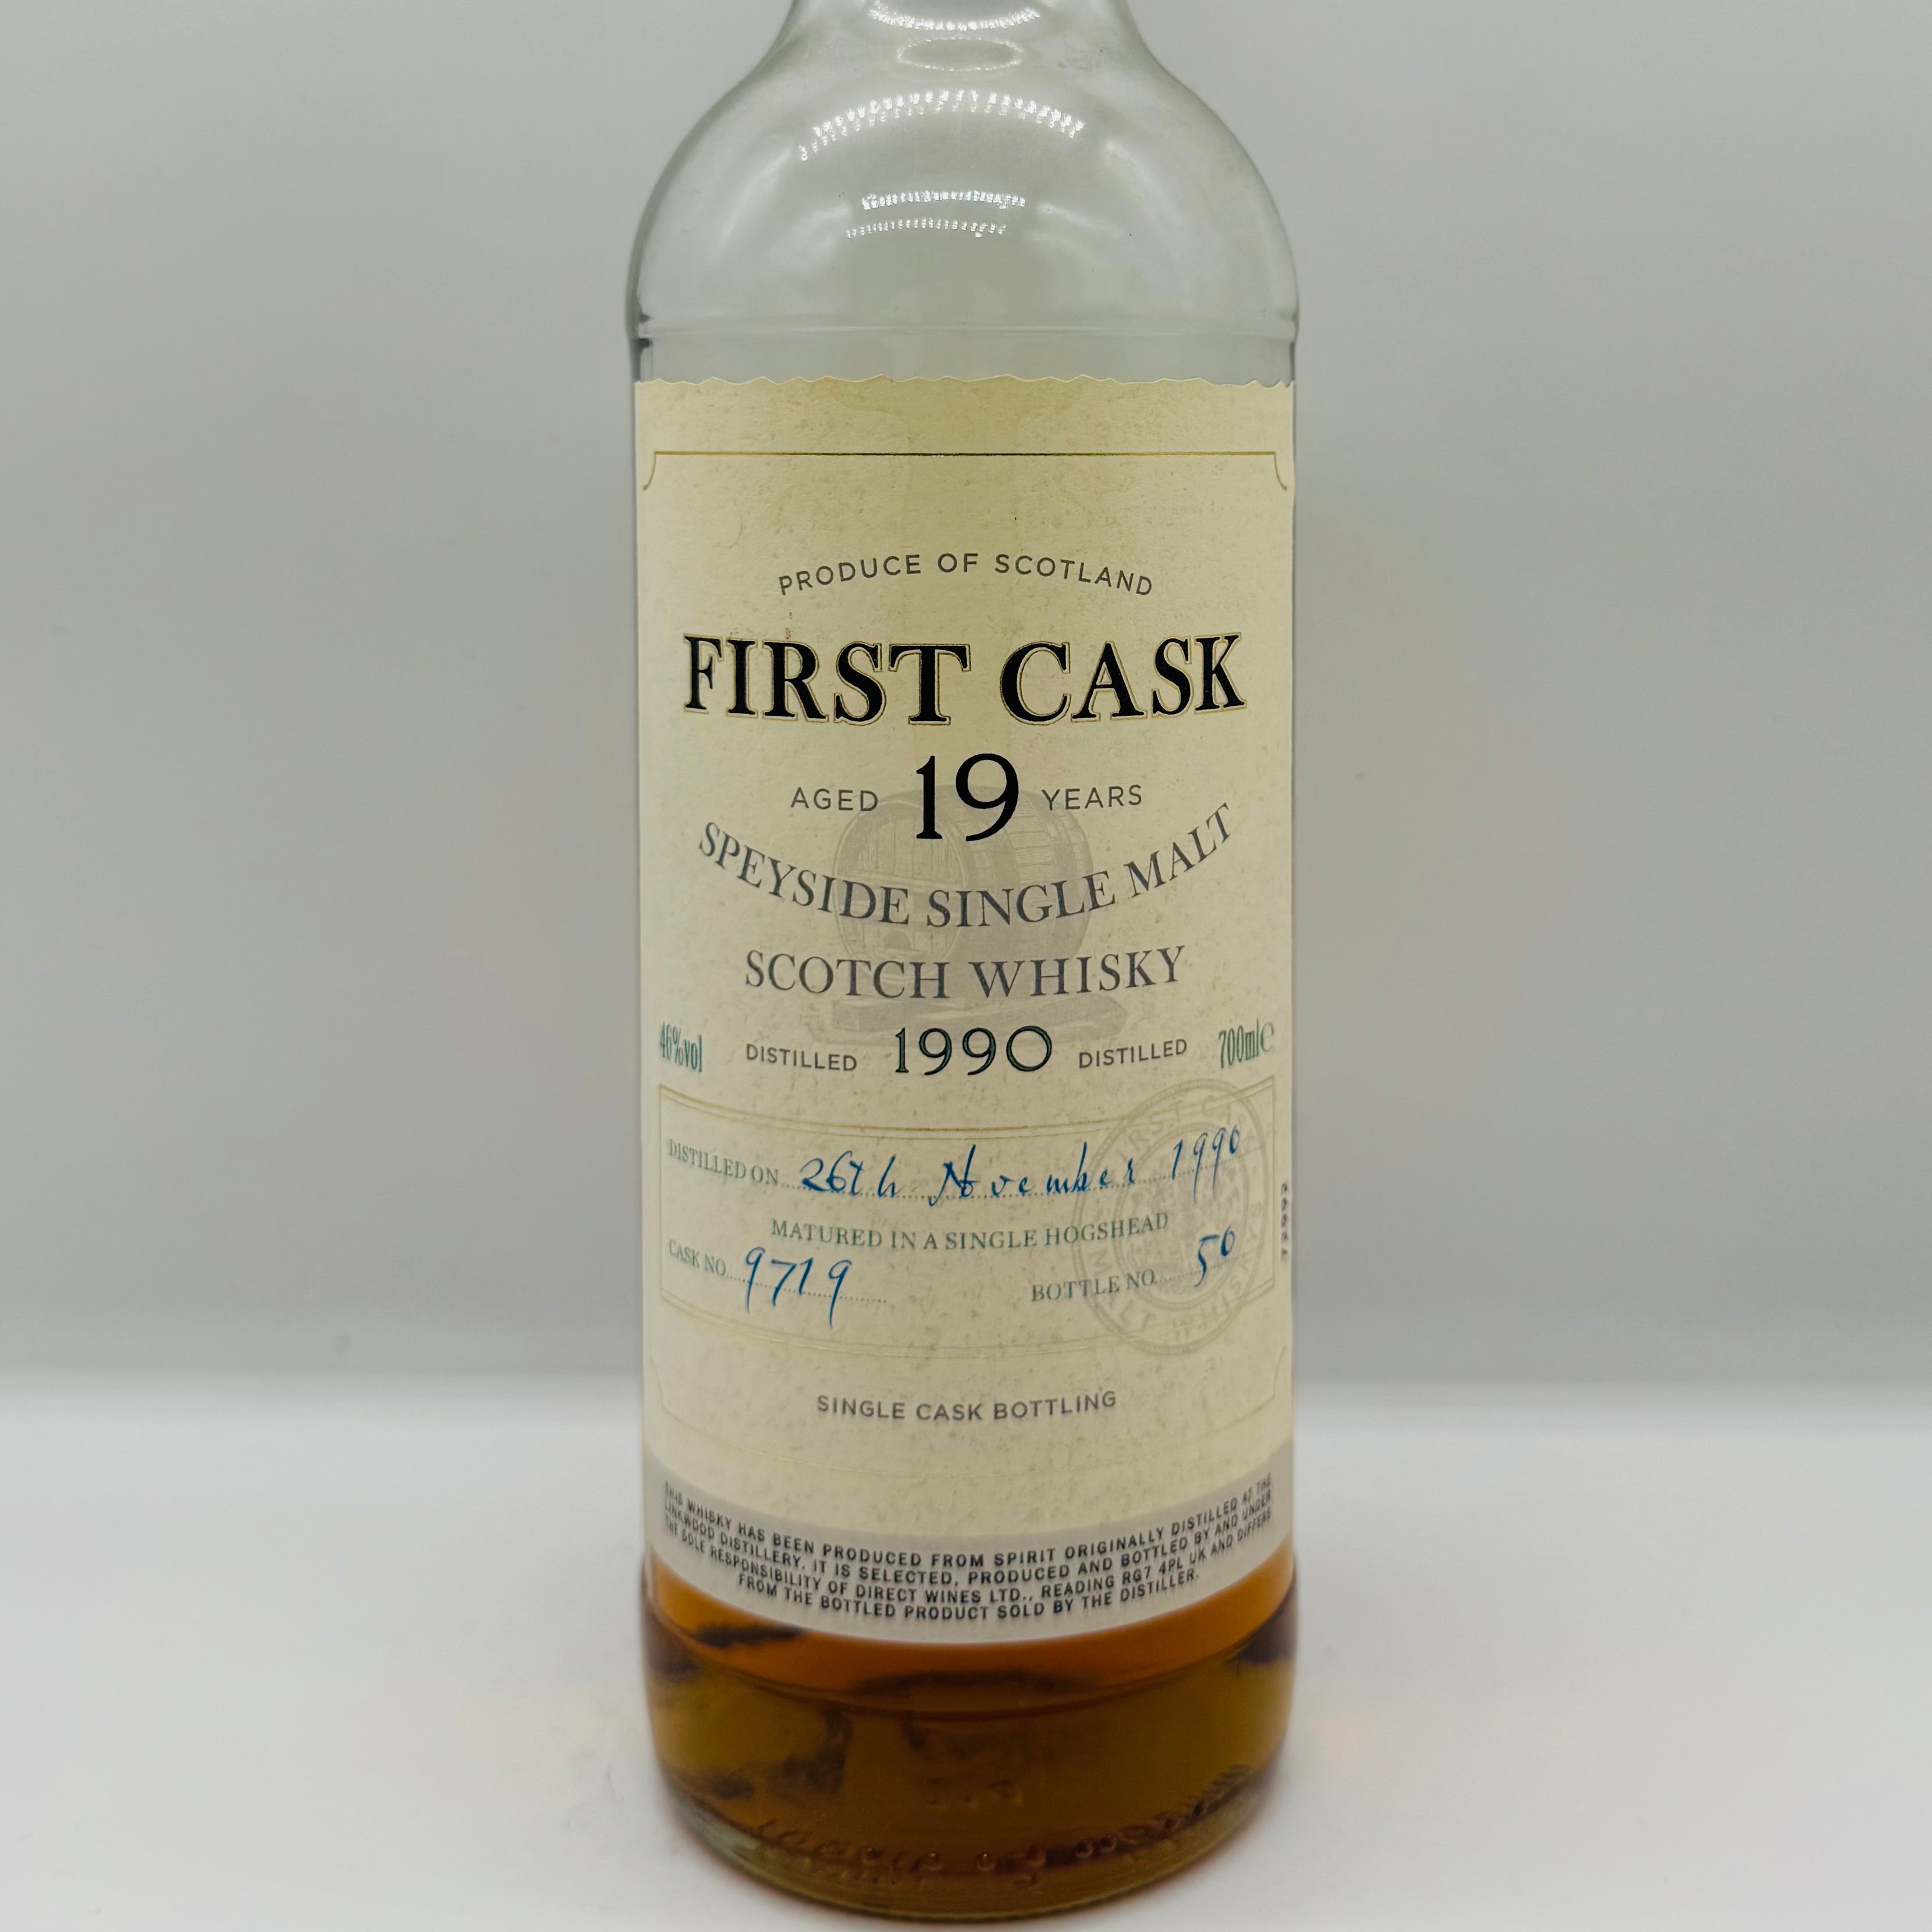 PRODUCE OF SCOTLAND
FIRST CASK
AGED 19 YEARS
SPEYSIDE SINGLE MALT
SCOTCH WHISKY
46%vol DISTILLED 1990 DISTILLED 700ml℮
DISTILLED ON 26th November 1990
MATURED IN A SINGLE HOGSHEAD
CASK NO. 9719 BOTTLE NO. 50
SINGLE CASK BOTTLING
THIS WHISKY HAS BEEN PRODUCED FROM SPIRIT ORIGINALLY DISTILLED AT THE
LINKWOOD DISTILLERY. IT IS SELECTED, PRODUCED AND BOTTLED BY AND UNDER
THE SOLE RESPONSIBILITY OF DIRECT WINES LTD., READING RG7 4PL UK AND DIFFERS
FROM THE BOTTLED PRODUCT SOLD BY THE DISTILLER.